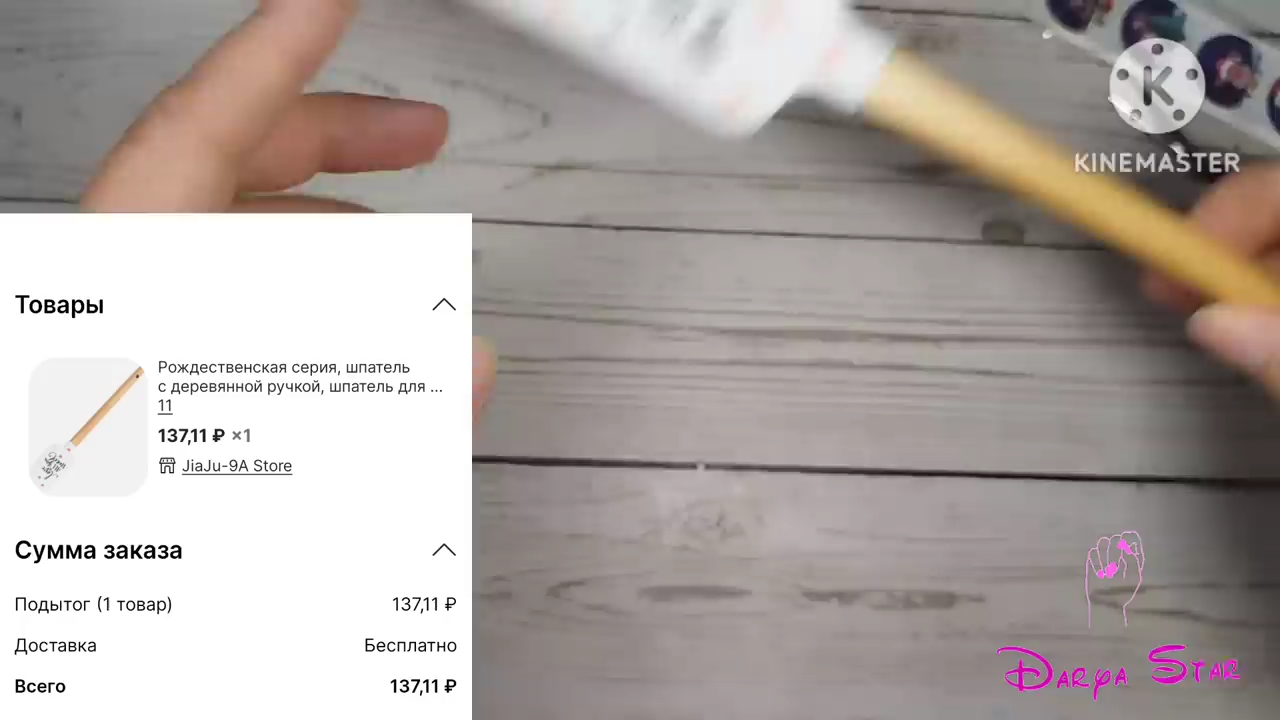 KINEMASTER
Товары
Рождественская серия, шпатель
с деревянной ручкой, шпатель для ...
11
137,11 ₽ ×1
JiaJu-9A Store
Сумма заказа
Подытог (1 товар) 137,11 ₽
Доставка Бесплатно
Всего 137,11 ₽
Darya Star